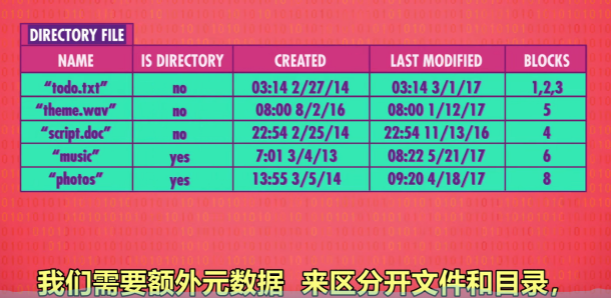 DIRECTORY FILE
NAME IS DIRECTORY CREATED LAST MODIFIED BLOCKS
“todo.txt” no 03:14 2/27/14 03:14 3/1/17 1,2,3
“theme.wav” no 08:00 8/2/16 08:00 1/12/17 5
“script.doc” no 22:54 2/25/14 22:54 11/13/16 4
“music” yes 7:01 3/4/13 08:22 5/21/17 6
“photos” yes 13:55 3/5/14 09:20 4/18/17 8
我们需要额外元数据 来区分开文件和目录，